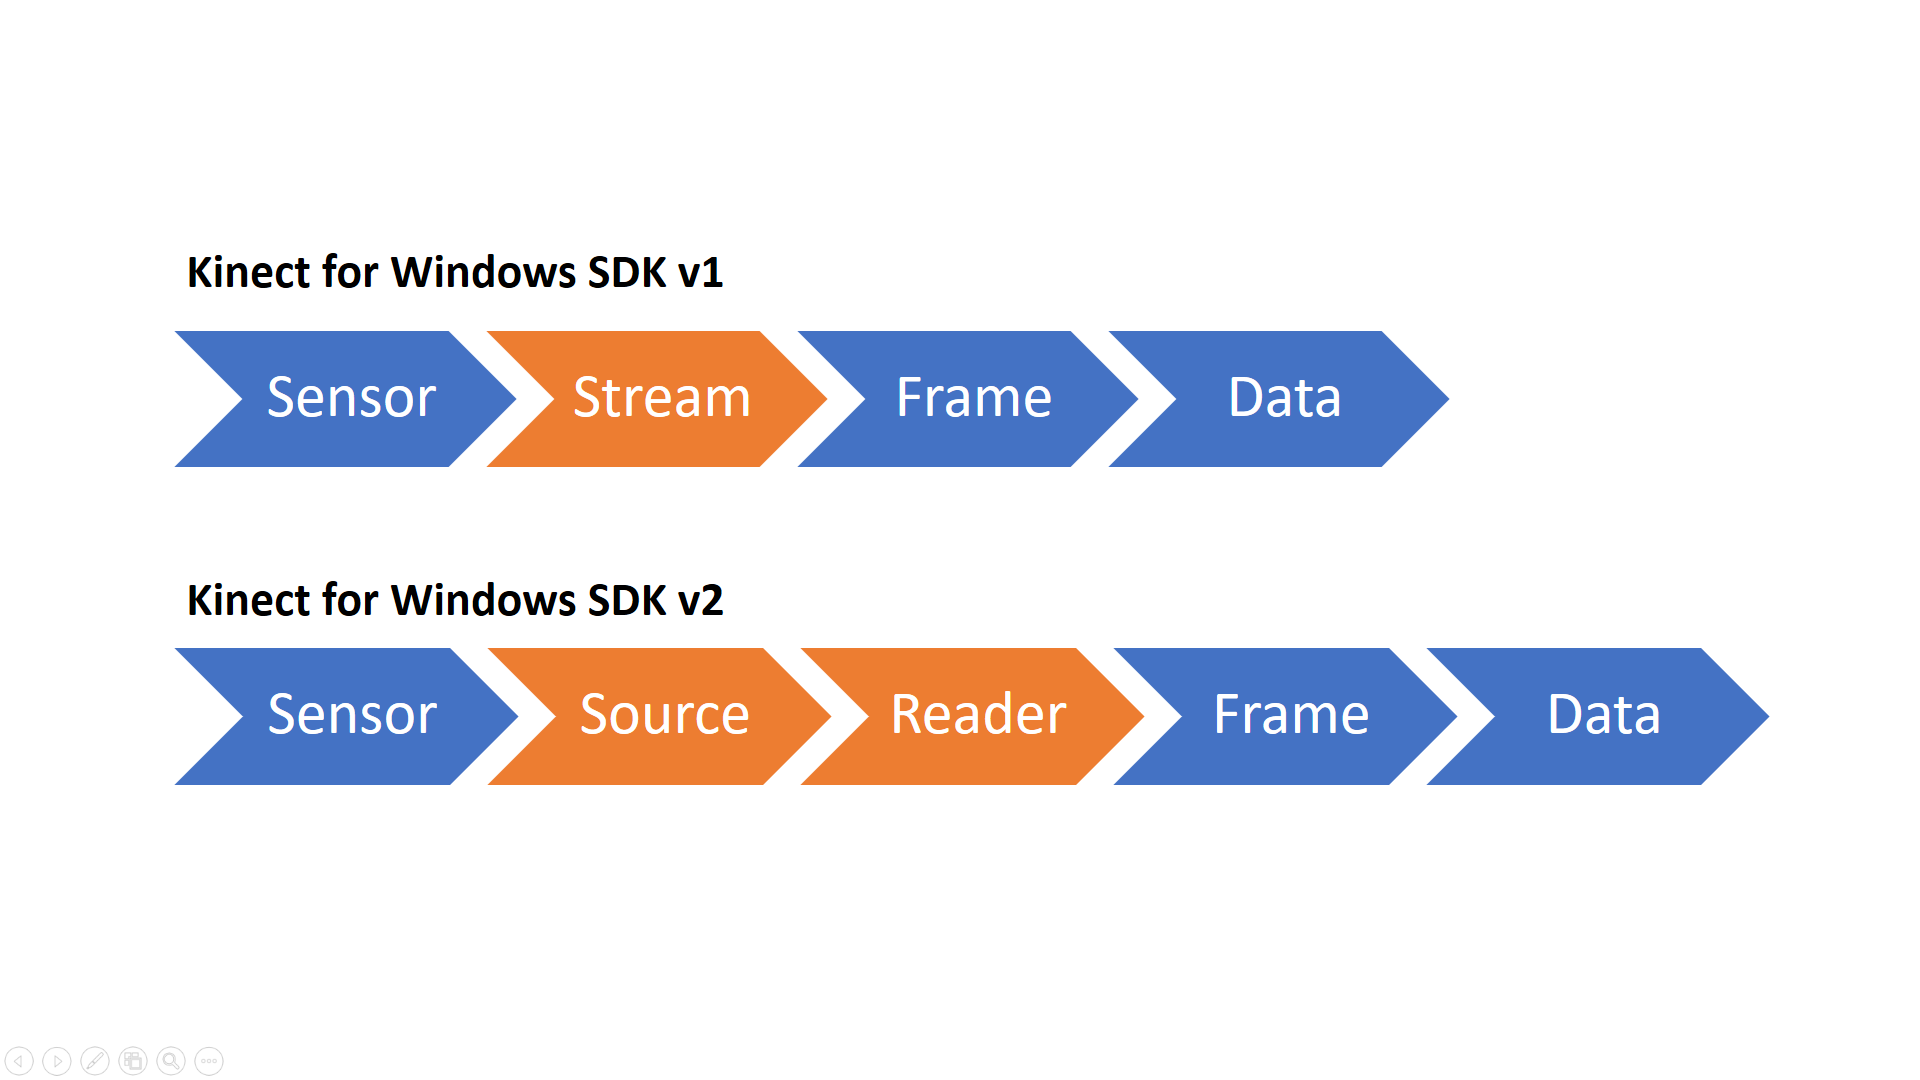 Kinect for Windows SDK v1
Sensor Stream Frame Data
Kinect for Windows SDK v2
Sensor Source Reader Frame Data